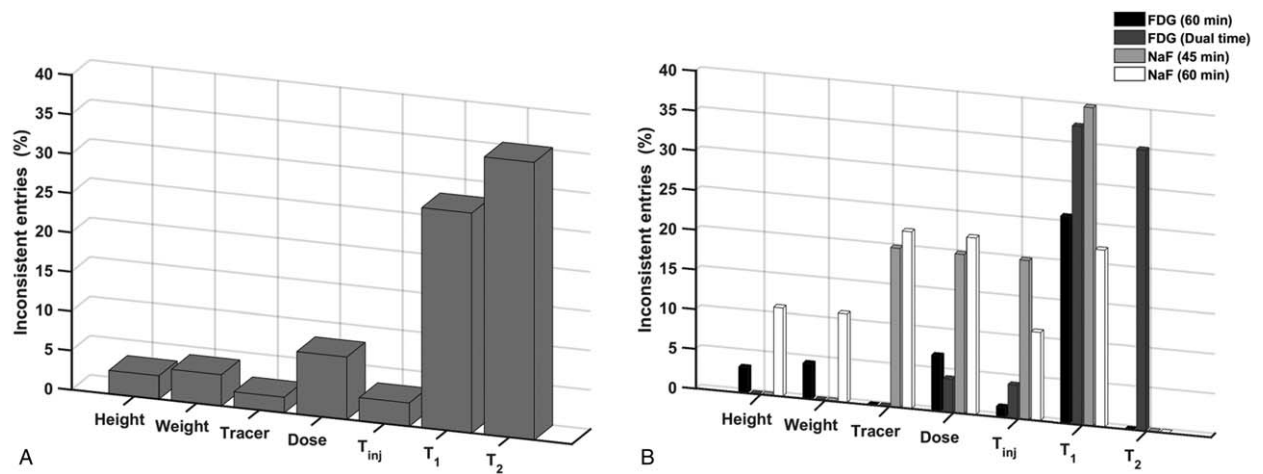 40
35
30
25
20
15
10
5
0
Inconsistent entries (%)
Height
Weight
Tracer
Dose
Tinj
T1
T2
A
FDG (60 min)
FDG (Dual time)
NaF (45 min)
NaF (60 min)
40
35
30
25
20
15
10
5
0
Inconsistent entries (%)
Height
Weight
Tracer
Dose
Tinj
T1
T2
B